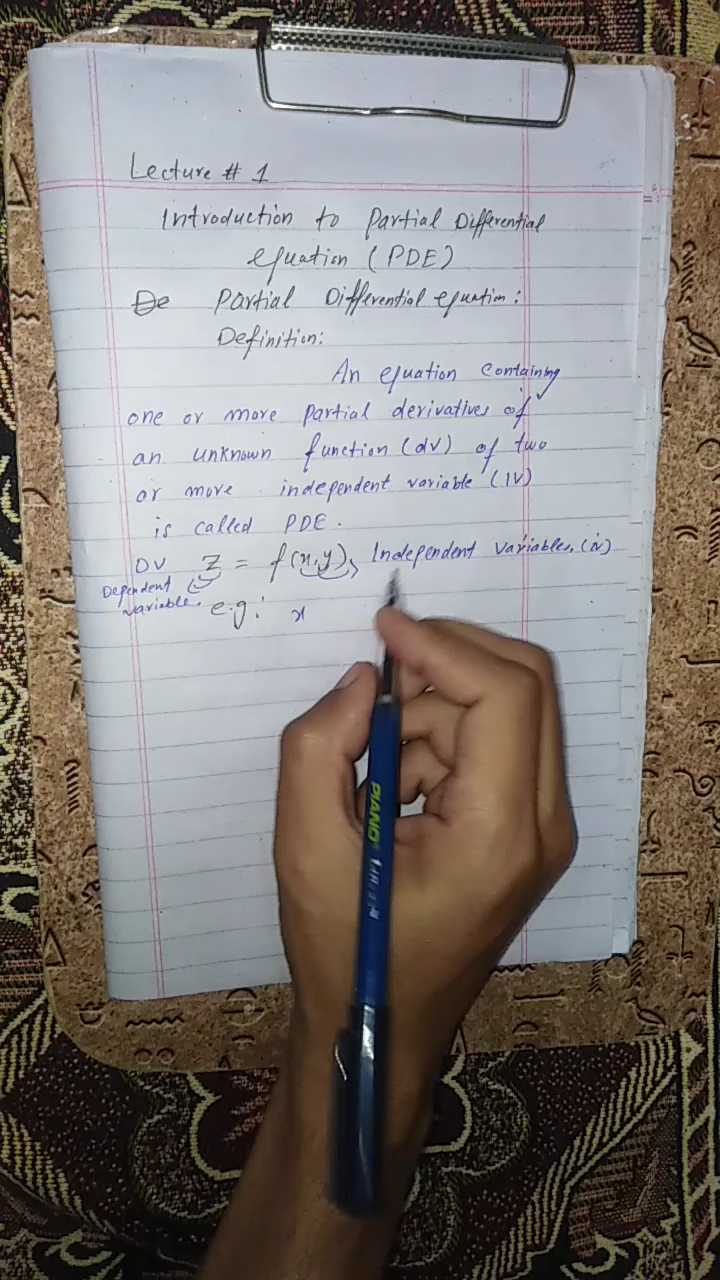 Lecture # 1
Introduction to Partial Differential
equation (PDE)
De Partial Differential equation:
Definition:
An equation containing
one or more partial derivatives of
an unknown function (dv) of two
or more independent variable (IV)
is called PDE.
DV Z = f(x,y), Independent variables. (iv)
Dependent
variable.
e.g: x
PIANO